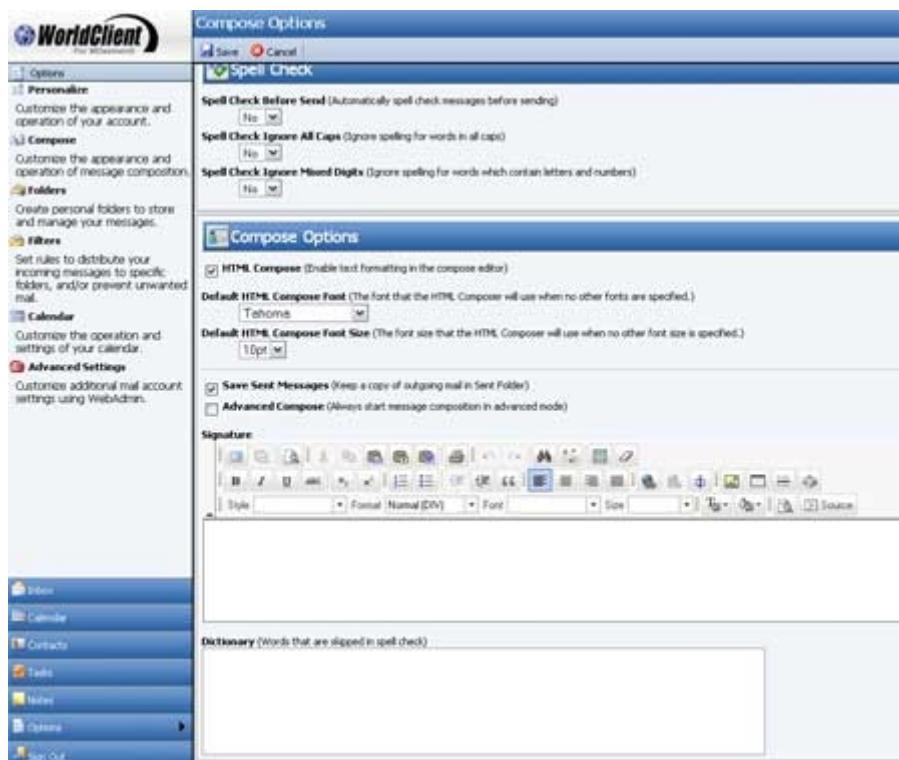 WorldClient
For MDaemon
Options
Personalize
Customize the appearance and
operation of your account.
Compose
Customize the appearance and
operation of message composition.
Folders
Create personal folders to store
and manage your messages.
Filters
Set rules to distribute your
incoming messages to specific
folders, and/or prevent unwanted
mail.
Calendar
Customize the operation and
settings of your calendar.
Advanced Settings
Customize additional mail account
settings using WebAdmin.
Inbox
Calendar
Contacts
Tasks
Notes
Options
Sign Out
Compose Options
Save Cancel
Spell Check
Spell Check Before Send (Automatically spell check messages before sending)
No
Spell Check Ignore All Caps (Ignore spelling for words in all caps)
No
Spell Check Ignore Mixed Digits (Ignore spelling for words which contain letters and numbers)
No
Compose Options
HTML Compose (Enable text formatting in the compose editor)
Default HTML Compose Font (The font that the HTML Composer will use when no other fonts are specified.)
Tahoma
Default HTML Compose Font Size (The font size that the HTML Composer will use when no other font size is specified.)
10pt
Save Sent Messages (Keep a copy of outgoing mail in Sent Folder)
Advanced Compose (Always start message composition in advanced mode)
Signature
B I U ABC
Style Format Normal (DIV) Font Size Source
Dictionary (Words that are skipped in spell check)